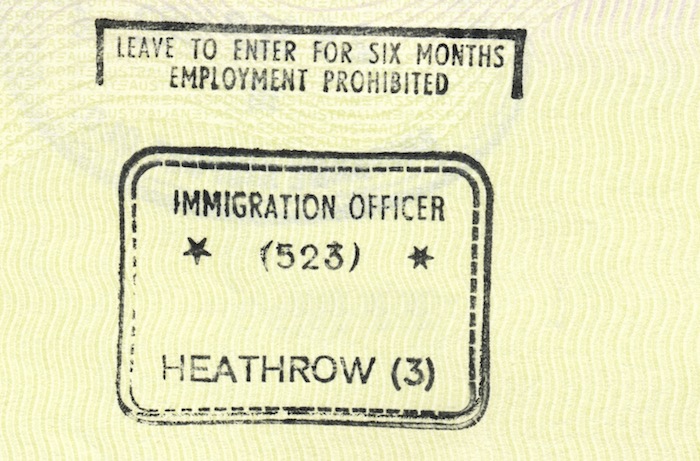 LEAVE TO ENTER FOR SIX MONTHS
EMPLOYMENT PROHIBITED
IMMIGRATION OFFICER
★ (523) ★
HEATHROW (3)